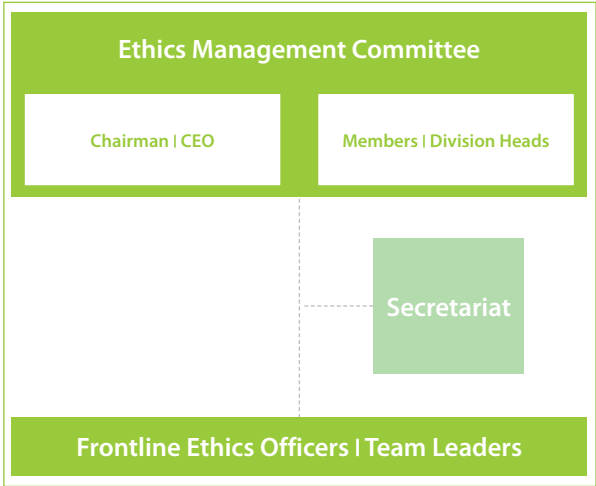 Ethics Management Committee
Chairman | CEO
Members | Division Heads
Secretariat
Frontline Ethics Officers | Team Leaders